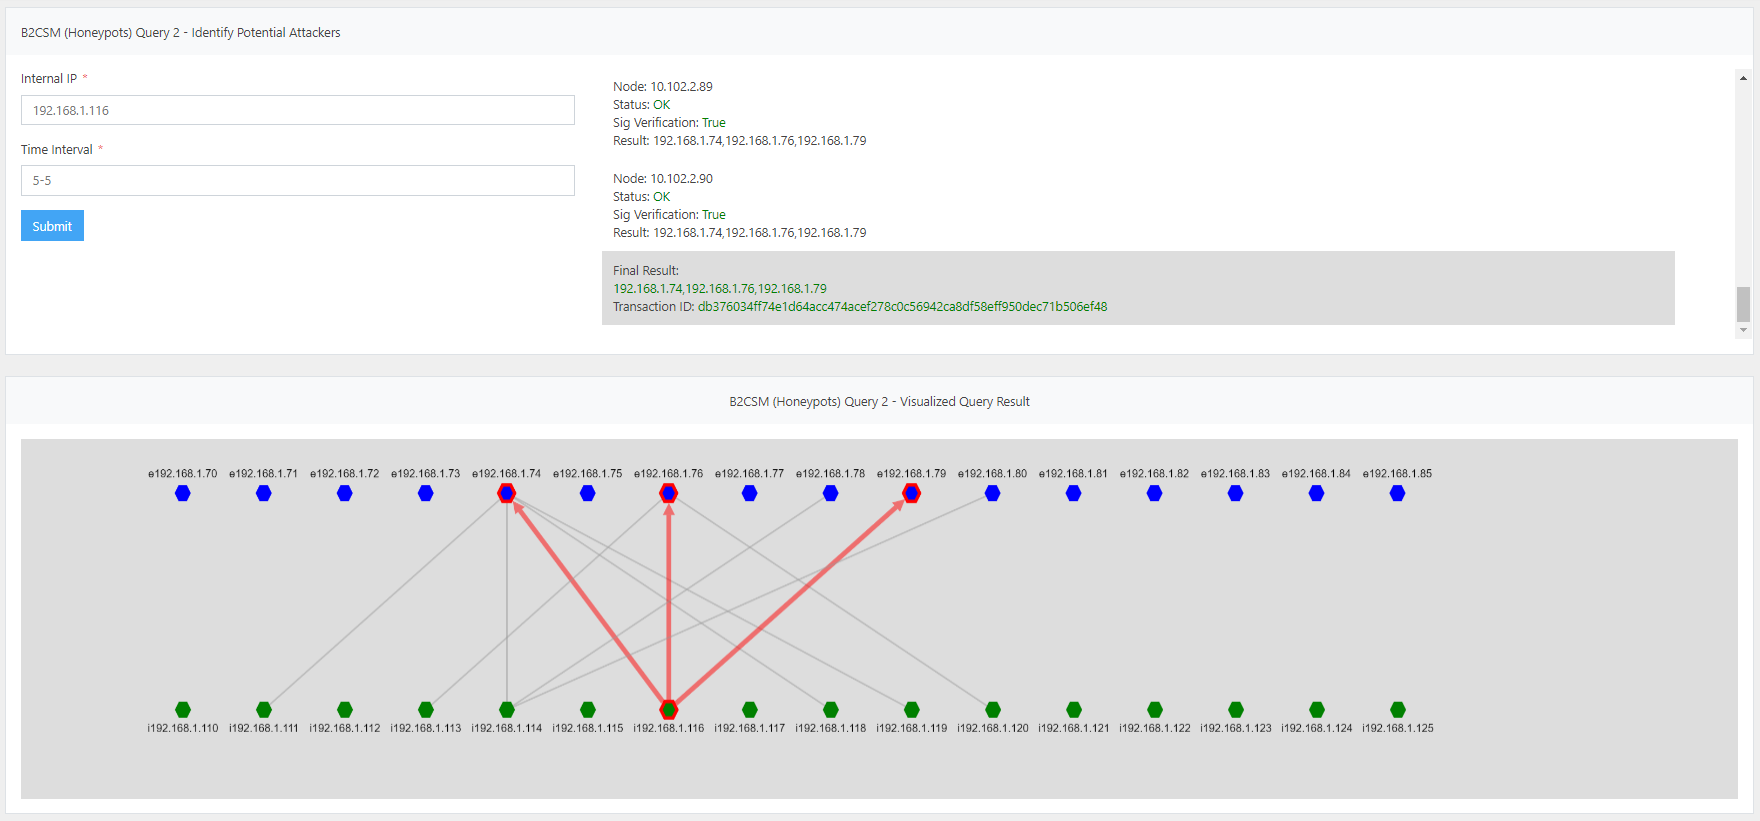 B2CSM (Honeypots) Query 2 - Identify Potential Attackers
Internal IP *
192.168.1.116
Time Interval *
5-5
Submit
Node: 10.102.2.89
Status: OK
Sig Verification: True
Result: 192.168.1.74,192.168.1.76,192.168.1.79
Node: 10.102.2.90
Status: OK
Sig Verification: True
Result: 192.168.1.74,192.168.1.76,192.168.1.79
Final Result:
192.168.1.74,192.168.1.76,192.168.1.79
Transaction ID: db376034ff74e1d64acc474acef278c0c56942ca8df58eff950dec71b506ef48
B2CSM (Honeypots) Query 2 - Visualized Query Result
e192.168.1.70 e192.168.1.71 e192.168.1.72 e192.168.1.73 e192.168.1.74 e192.168.1.75 e192.168.1.76 e192.168.1.77 e192.168.1.78 e192.168.1.79 e192.168.1.80 e192.168.1.81 e192.168.1.82 e192.168.1.83 e192.168.1.84 e192.168.1.85
i192.168.1.110 i192.168.1.111 i192.168.1.112 i192.168.1.113 i192.168.1.114 i192.168.1.115 i192.168.1.116 i192.168.1.117 i192.168.1.118 i192.168.1.119 i192.168.1.120 i192.168.1.121 i192.168.1.122 i192.168.1.123 i192.168.1.124 i192.168.1.125